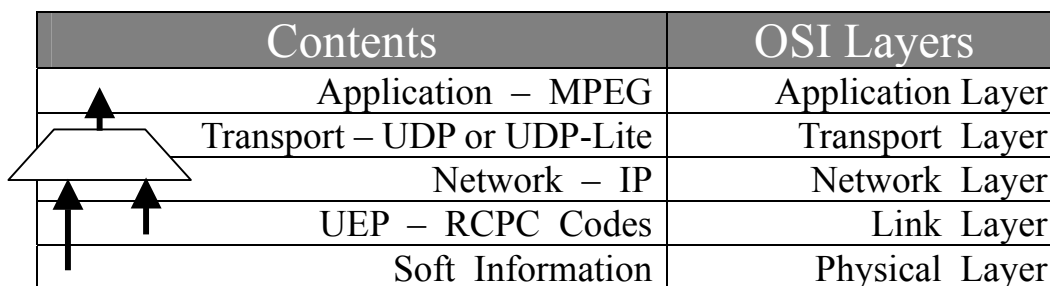 Contents OSI Layers
Application – MPEG Application Layer
Transport – UDP or UDP-Lite Transport Layer
Network – IP Network Layer
UEP – RCPC Codes Link Layer
Soft Information Physical Layer